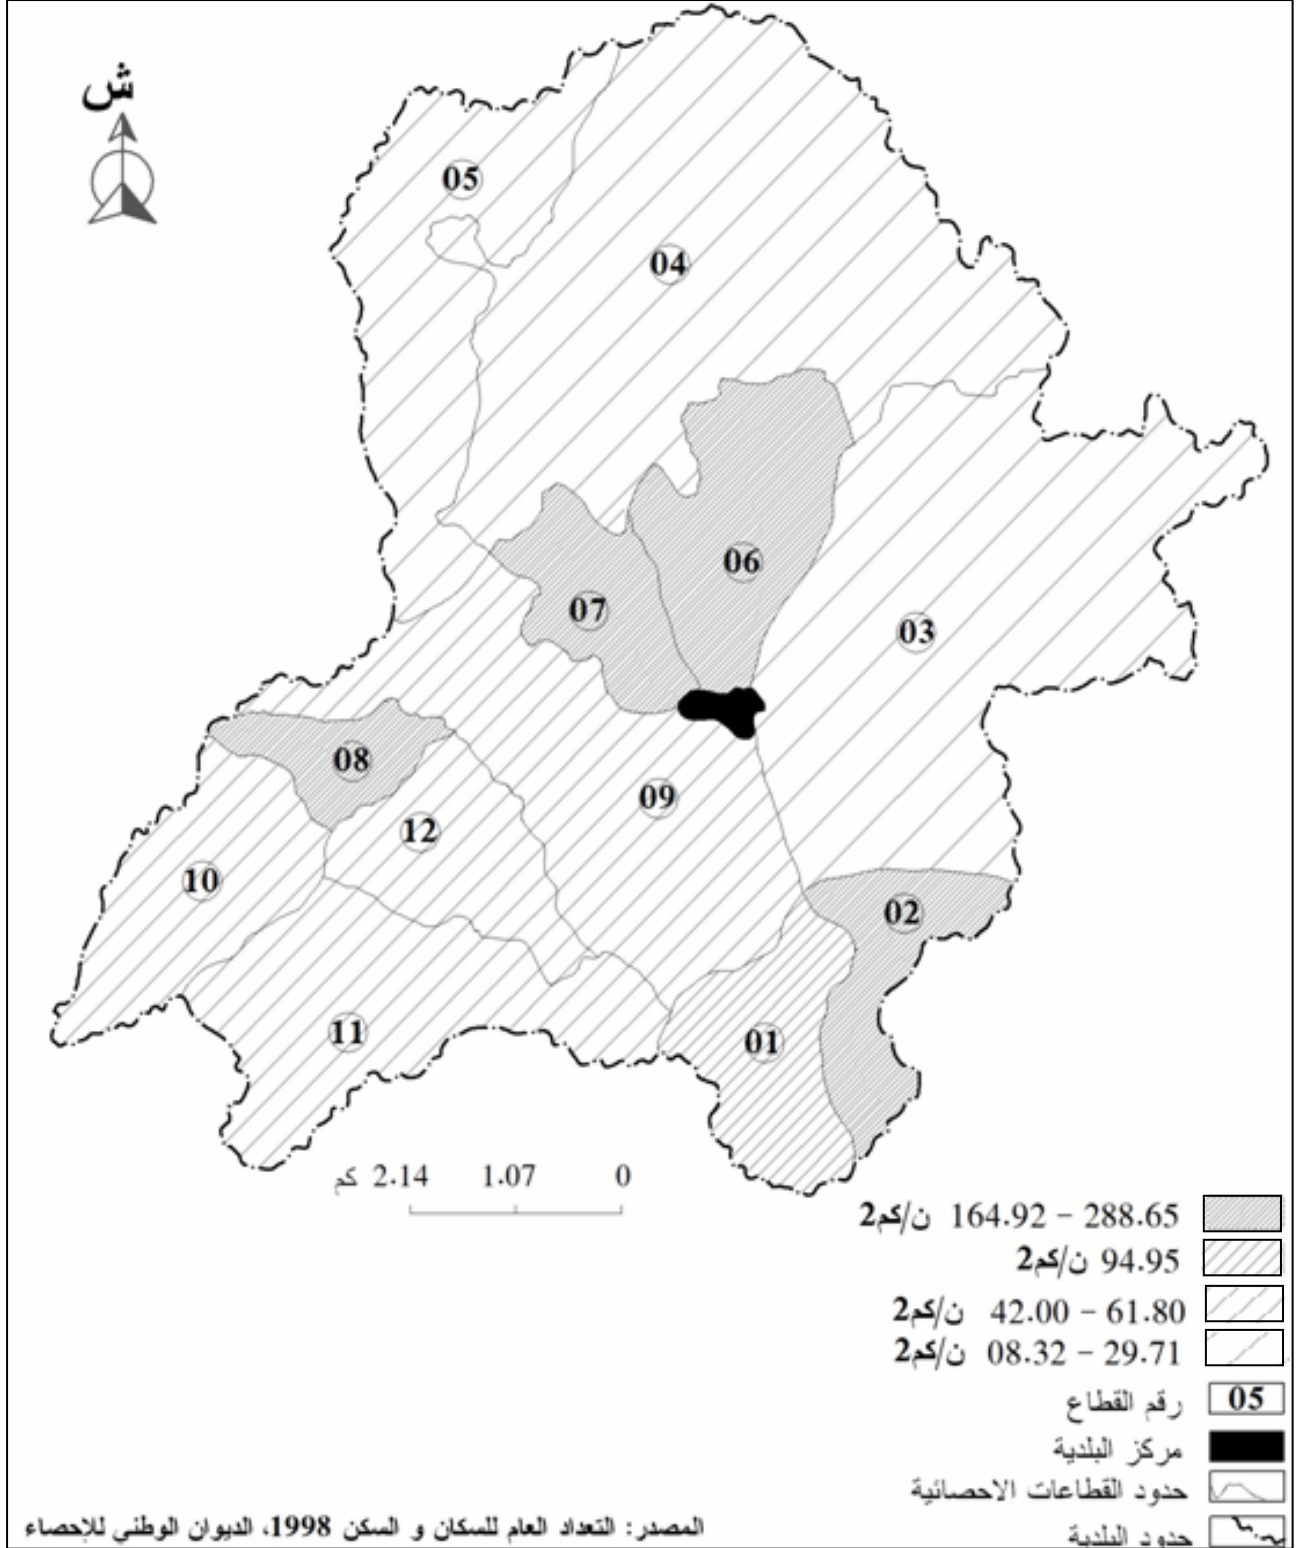 ش
05
04
06
07
03
08
09
12
10
02
11
01
0 1.07 2.14 كم
164.92 - 288.65 ن/كم2
94.95 ن/كم2
42.00 - 61.80 ن/كم2
08.32 - 29.71 ن/كم2
05 رقم القطاع
مركز البلدية
حدود القطاعات الاحصائية
حدود البلدية
المصدر: التعداد العام للسكان و السكن 1998، الديوان الوطني للإحصاء